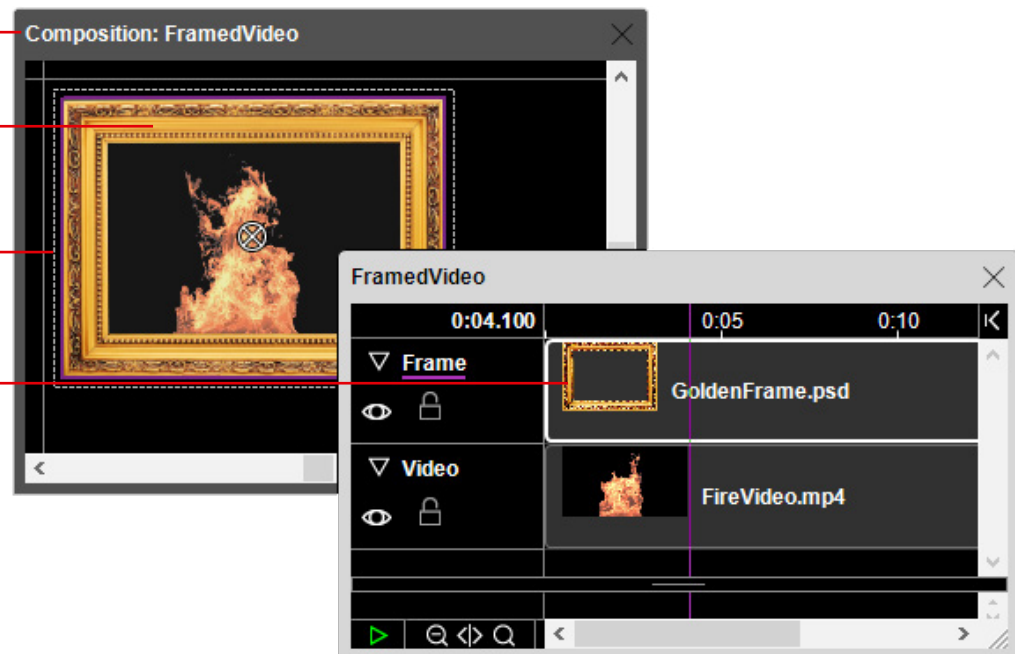 Composition: FramedVideo
FramedVideo
0:04.100 0:05 0:10
Frame
GoldenFrame.psd
Video
FireVideo.mp4